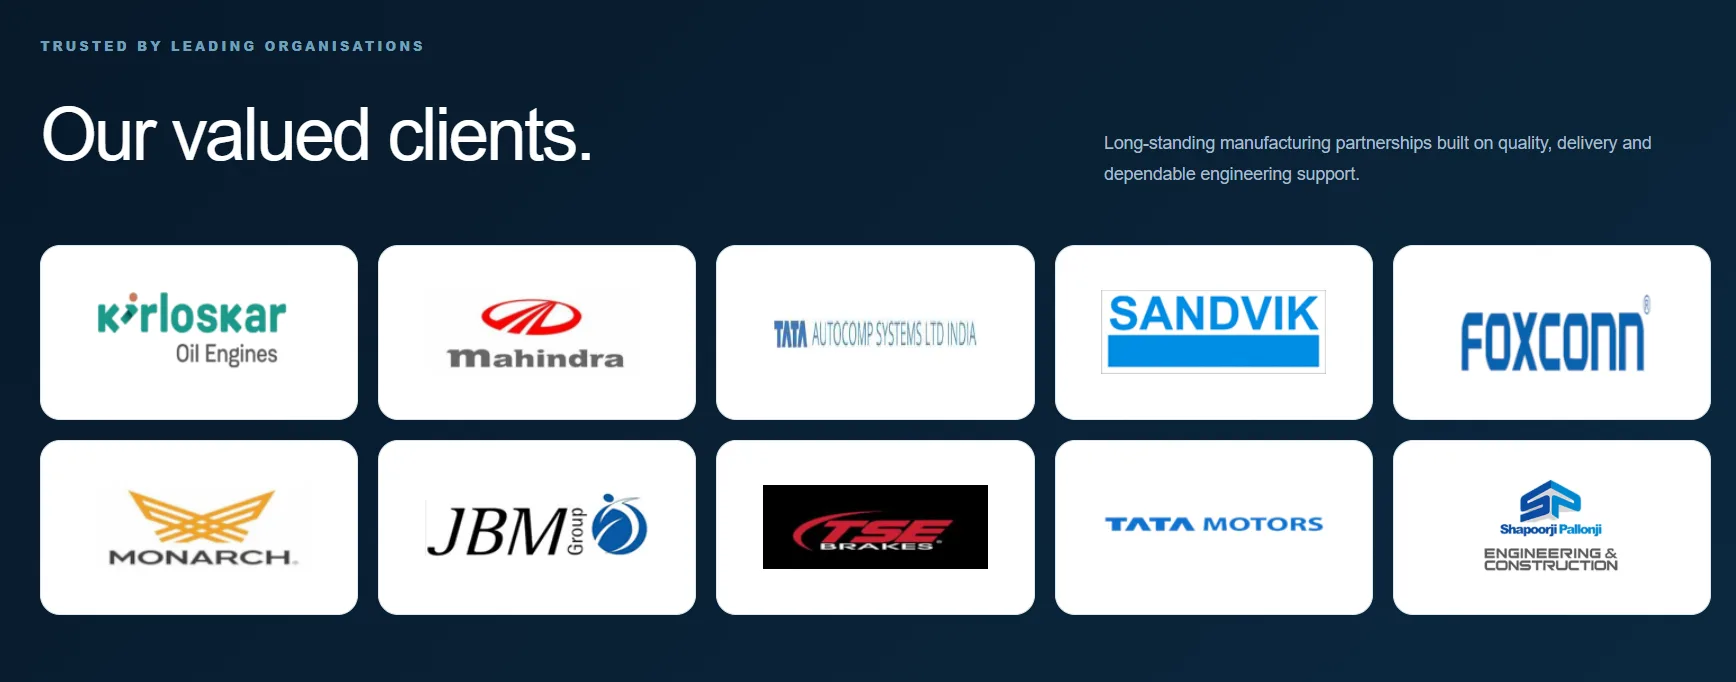 TRUSTED BY LEADING ORGANISATIONS
Our valued clients.
Long-standing manufacturing partnerships built on quality, delivery and
dependable engineering support.
Kirloskar
Oil Engines
Mahindra
TATA AUTOCOMP SYSTEMS LTD INDIA
SANDVIK
FOXCONN®
MONARCH
JBM Group
TSE
BRAKES
TATA MOTORS
SP
Shapoorji Pallonji
ENGINEERING &
CONSTRUCTION